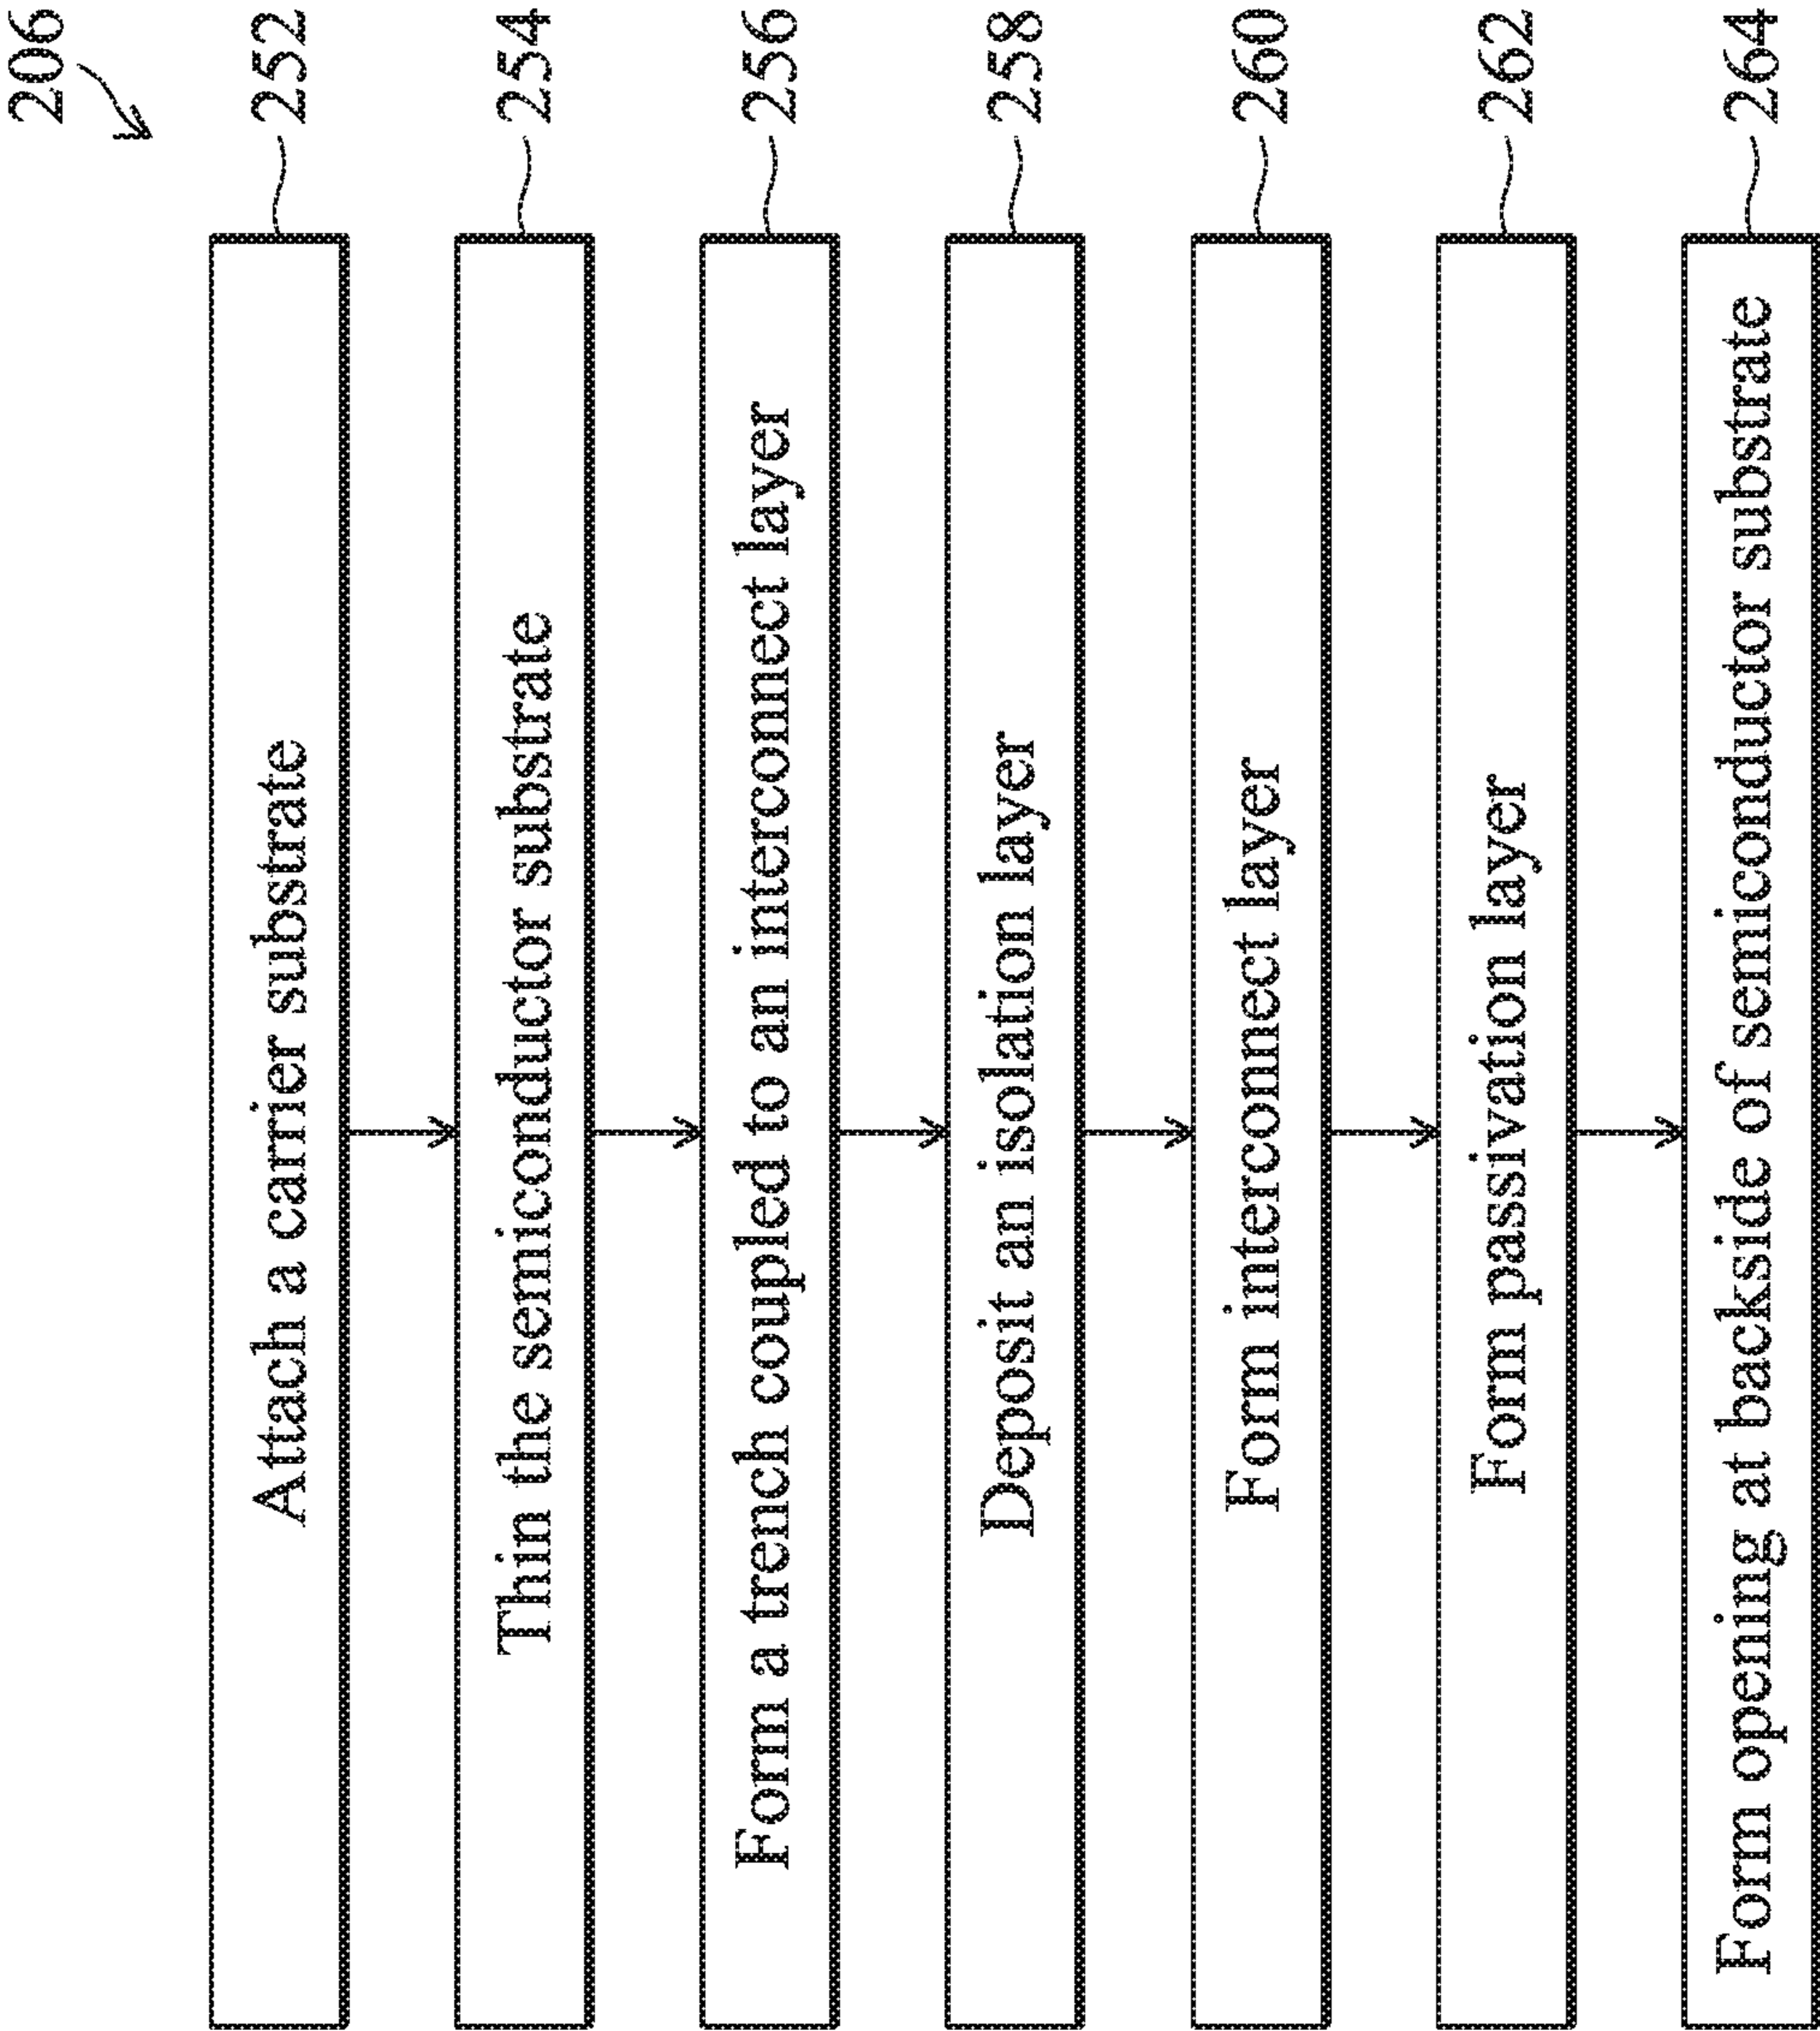 206
Attach a carrier substrate 252
Thin the semiconductor substrate 254
Form a trench coupled to an interconnect layer 256
Deposit an isolation layer 258
Form interconnect layer 260
Form passivation layer 262
Form opening at backside of semiconductor substrate 264